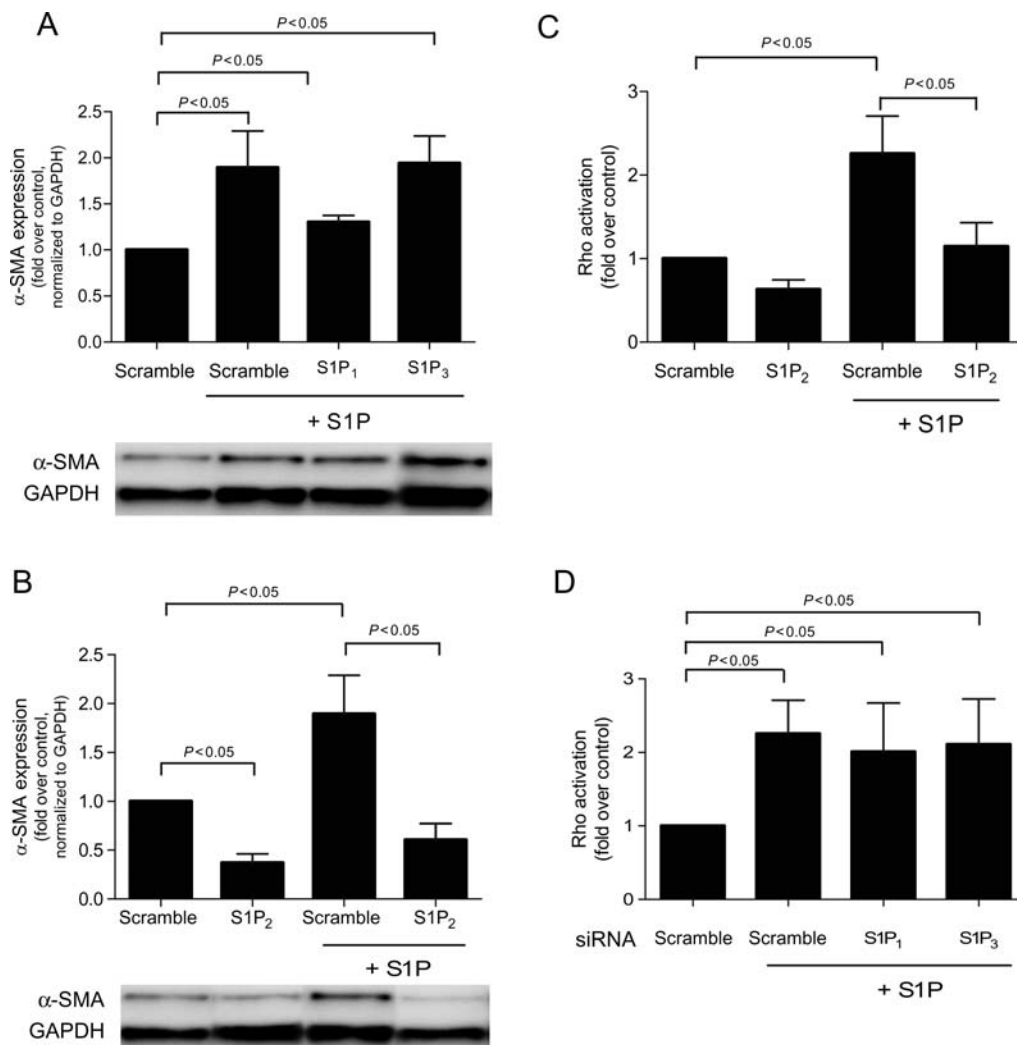 A
P<0.05
P<0.05
P<0.05
α-SMA expression
(fold over control,
normalized to GAPDH)
2.5
2.0
1.5
1.0
0.5
0.0
Scramble Scramble S1P₁ S1P₃
+ S1P
α-SMA
GAPDH
B
P<0.05
P<0.05
P<0.05
α-SMA expression
(fold over control,
normalized to GAPDH)
2.5
2.0
1.5
1.0
0.5
0.0
Scramble S1P₂ Scramble S1P₂
+ S1P
α-SMA
GAPDH
C
P<0.05
P<0.05
Rho activation
(fold over control)
3
2
1
0
Scramble S1P₂ Scramble S1P₂
+ S1P
D
P<0.05
P<0.05
P<0.05
Rho activation
(fold over control)
3
2
1
0
siRNA Scramble Scramble S1P₁ S1P₃
+ S1P